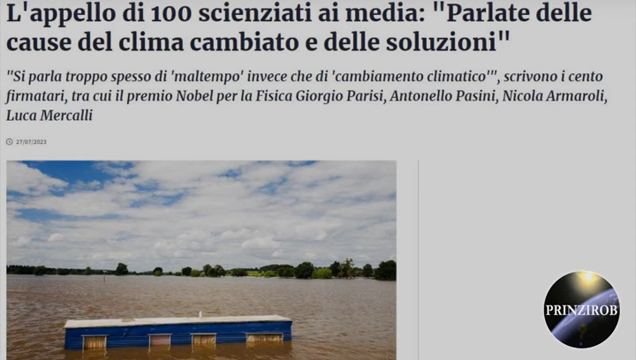 L'appello di 100 scienziati ai media: "Parlate delle
cause del clima cambiato e delle soluzioni"
"Si parla troppo spesso di 'maltempo' invece che di 'cambiamento climatico'", scrivono i cento
firmatari, tra cui il premio Nobel per la Fisica Giorgio Parisi, Antonello Pasini, Nicola Armaroli,
Luca Mercalli
27/07/2023
PRINZIROB